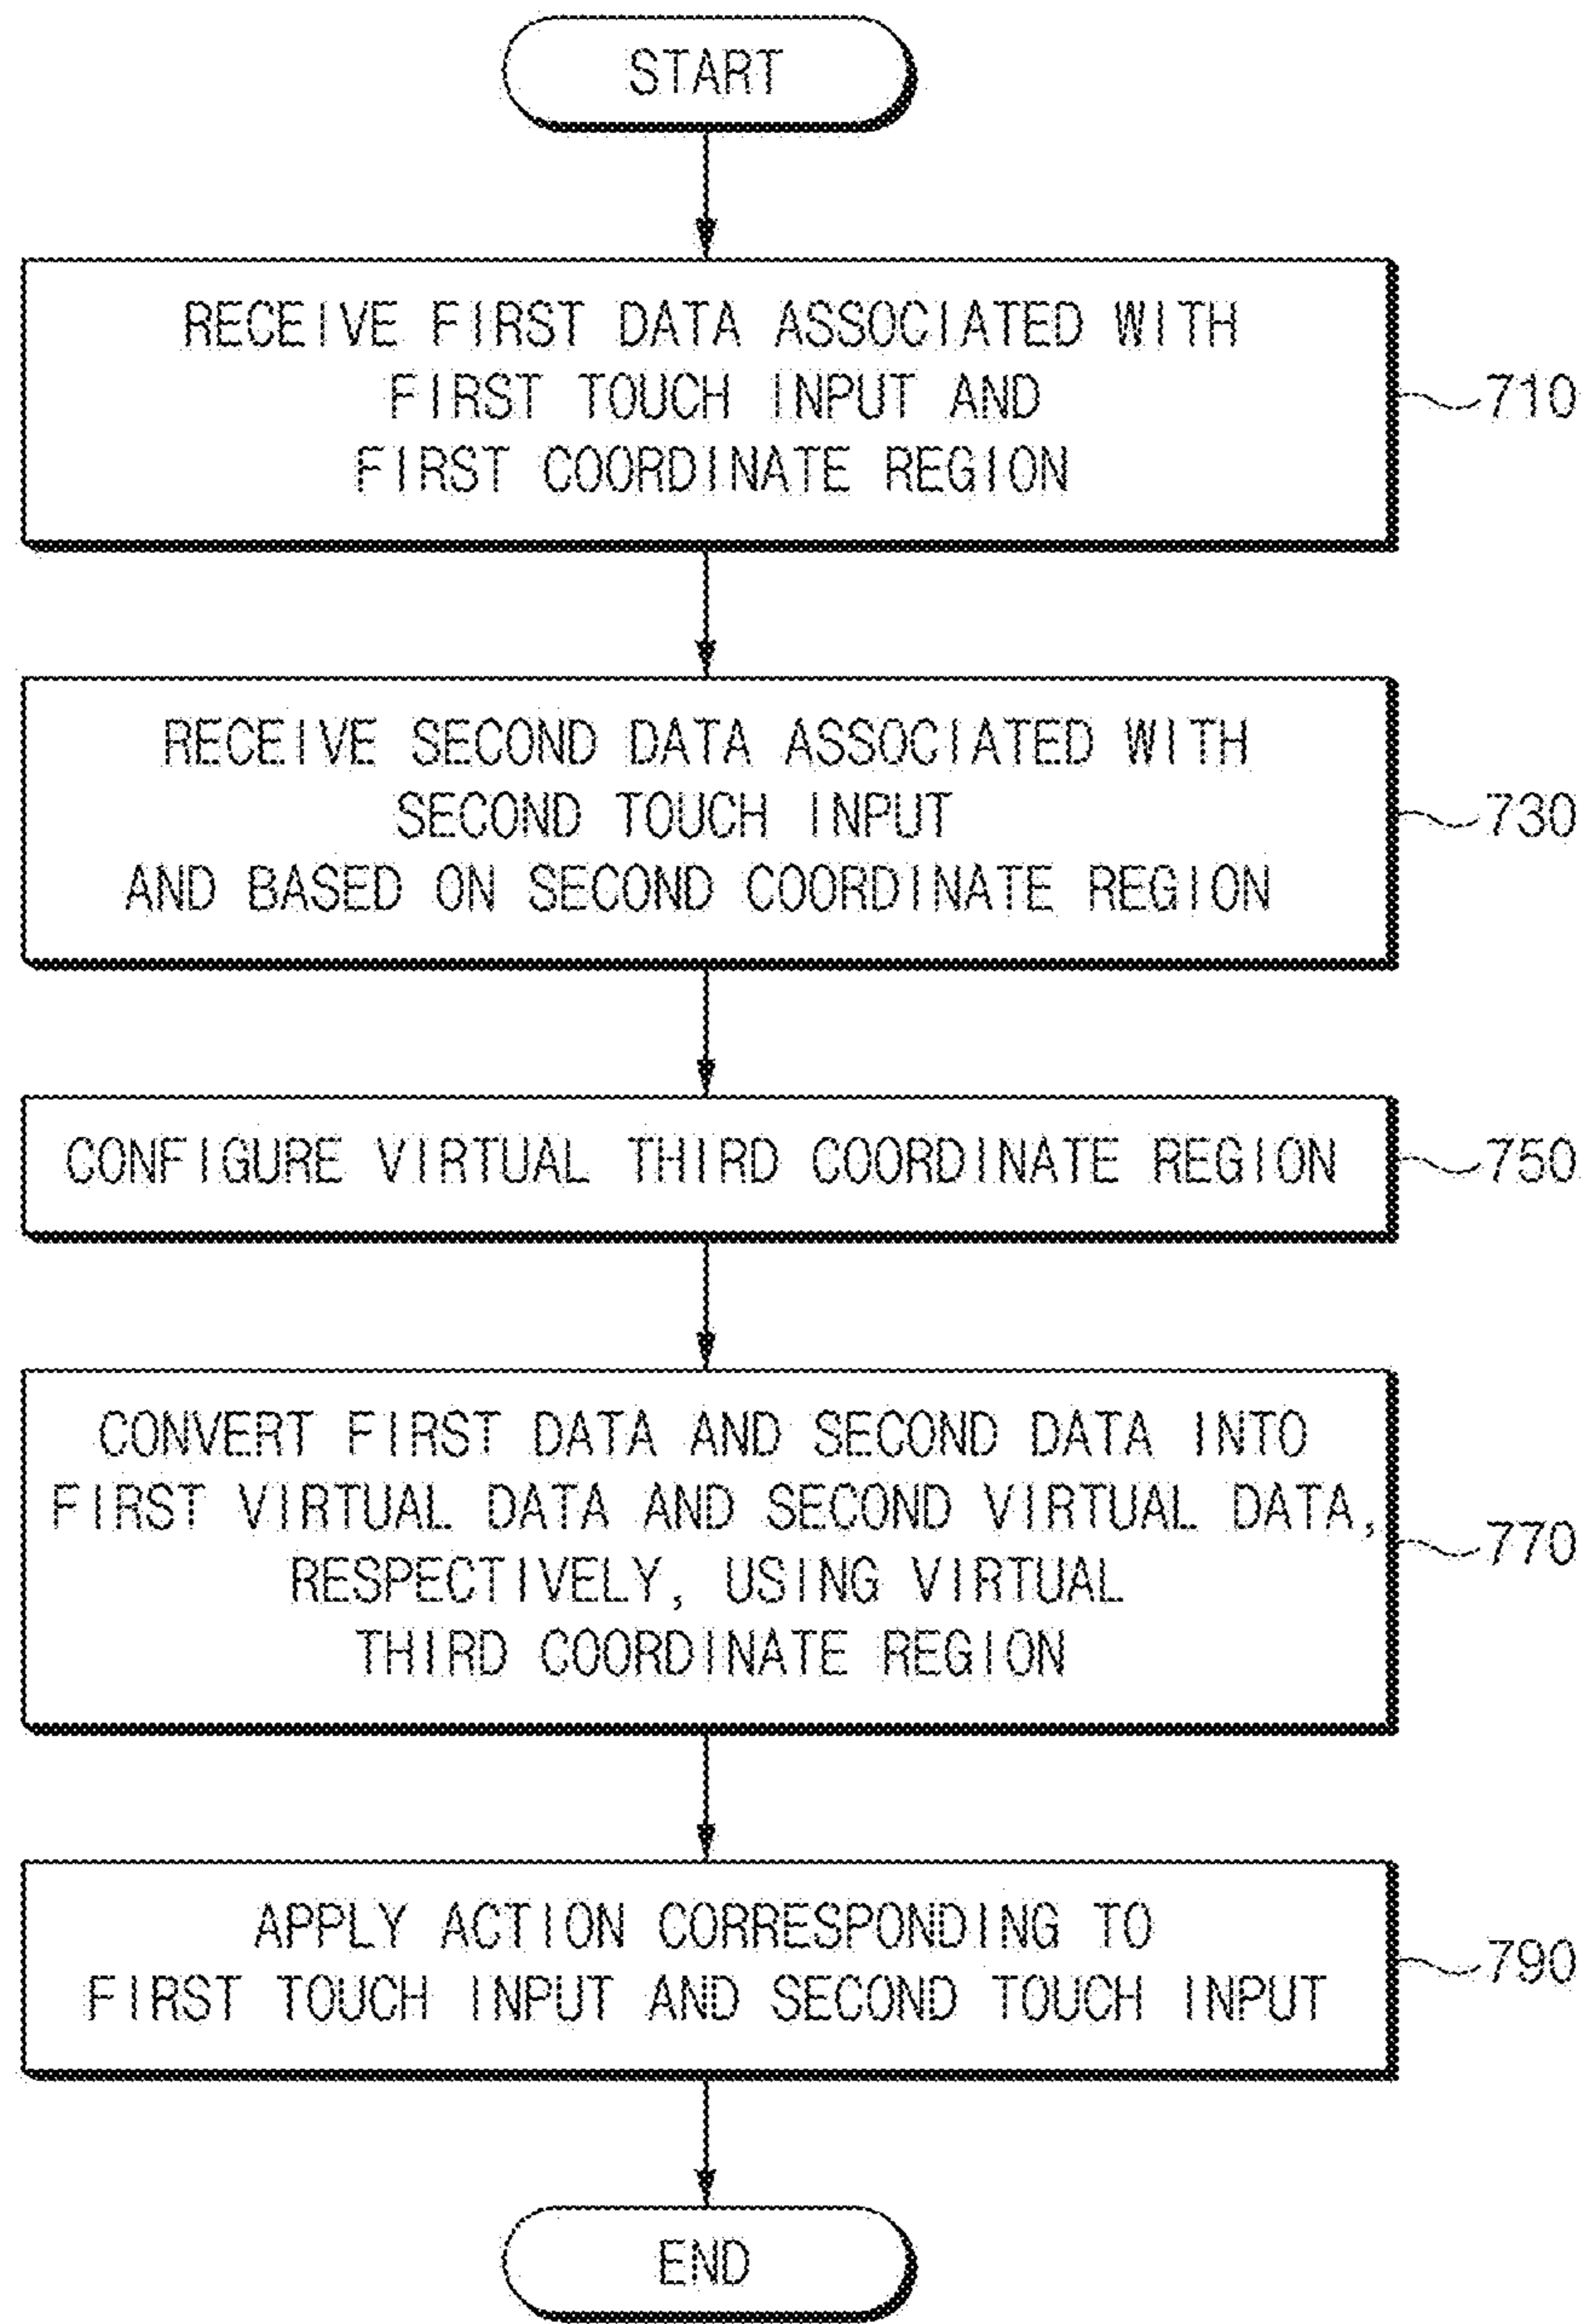 START
RECEIVE FIRST DATA ASSOCIATED WITH
FIRST TOUCH INPUT AND
FIRST COORDINATE REGION
710
RECEIVE SECOND DATA ASSOCIATED WITH
SECOND TOUCH INPUT
AND BASED ON SECOND COORDINATE REGION
730
CONFIGURE VIRTUAL THIRD COORDINATE REGION
750
CONVERT FIRST DATA AND SECOND DATA INTO
FIRST VIRTUAL DATA AND SECOND VIRTUAL DATA,
RESPECTIVELY, USING VIRTUAL
THIRD COORDINATE REGION
770
APPLY ACTION CORRESPONDING TO
FIRST TOUCH INPUT AND SECOND TOUCH INPUT
790
END